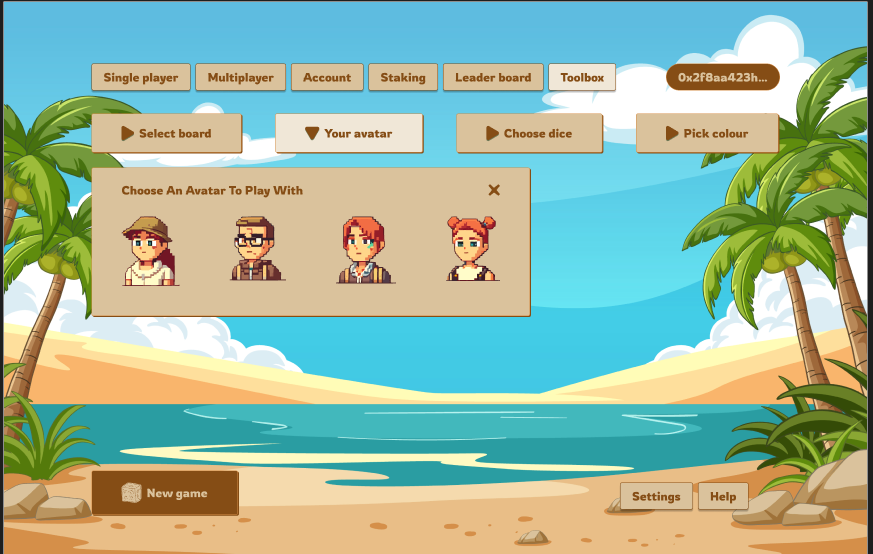 Single player
Multiplayer
Account
Staking
Leader board
Toolbox
0x2f8aa423h...
Select board
Your avatar
Choose dice
Pick colour
Choose An Avatar To Play With
New game
Settings
Help